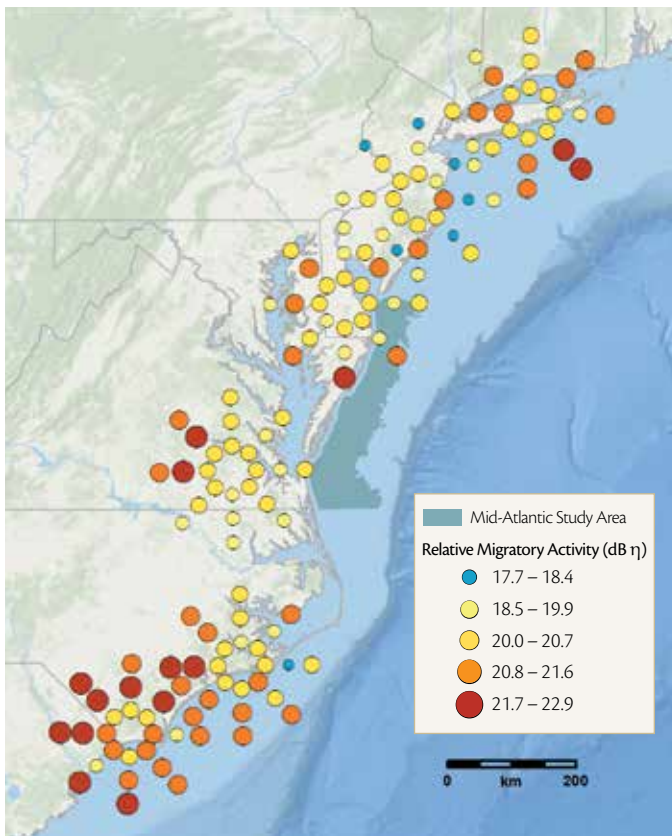 Mid-Atlantic Study Area
Relative Migratory Activity (dB η)
17.7 – 18.4
18.5 – 19.9
20.0 – 20.7
20.8 – 21.6
21.7 – 22.9
0 200
km